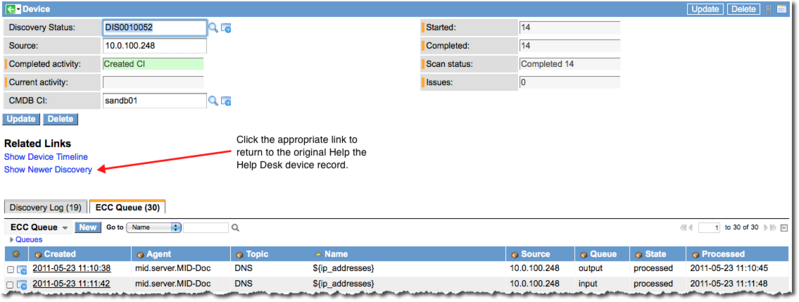 Device Update Delete
Discovery Status: DIS0010052 Started: 14
Source: 10.0.100.248 Completed: 14
Completed activity: Created CI Scan status: Completed 14
Current activity: Issues: 0
CMDB CI: sandb01
Update Delete
Related Links
Show Device Timeline
Show Newer Discovery
Click the appropriate link to
return to the original Help the
Help Desk device record.
Discovery Log (19) ECC Queue (30)
ECC Queue New Go to Name 1 to 30 of 30
Queues
Created Agent Topic Name Source Queue State Processed
2011-05-23 11:10:38 mid.server.MID-Doc DNS ${ip_addresses} 10.0.100.248 output processed 2011-05-23 11:10:45
2011-05-23 11:11:42 mid.server.MID-Doc DNS ${ip_addresses} 10.0.100.248 input processed 2011-05-23 11:11:48